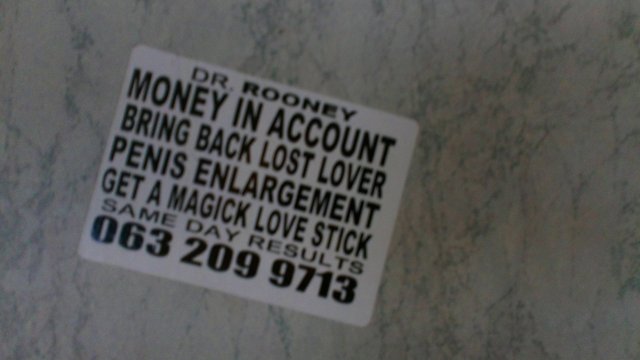 DR. ROONEY
MONEY IN ACCOUNT
BRING BACK LOST LOVER
PENIS ENLARGEMENT
GET A MAGICK LOVE STICK
SAME DAY RESULTS
063 209 9713